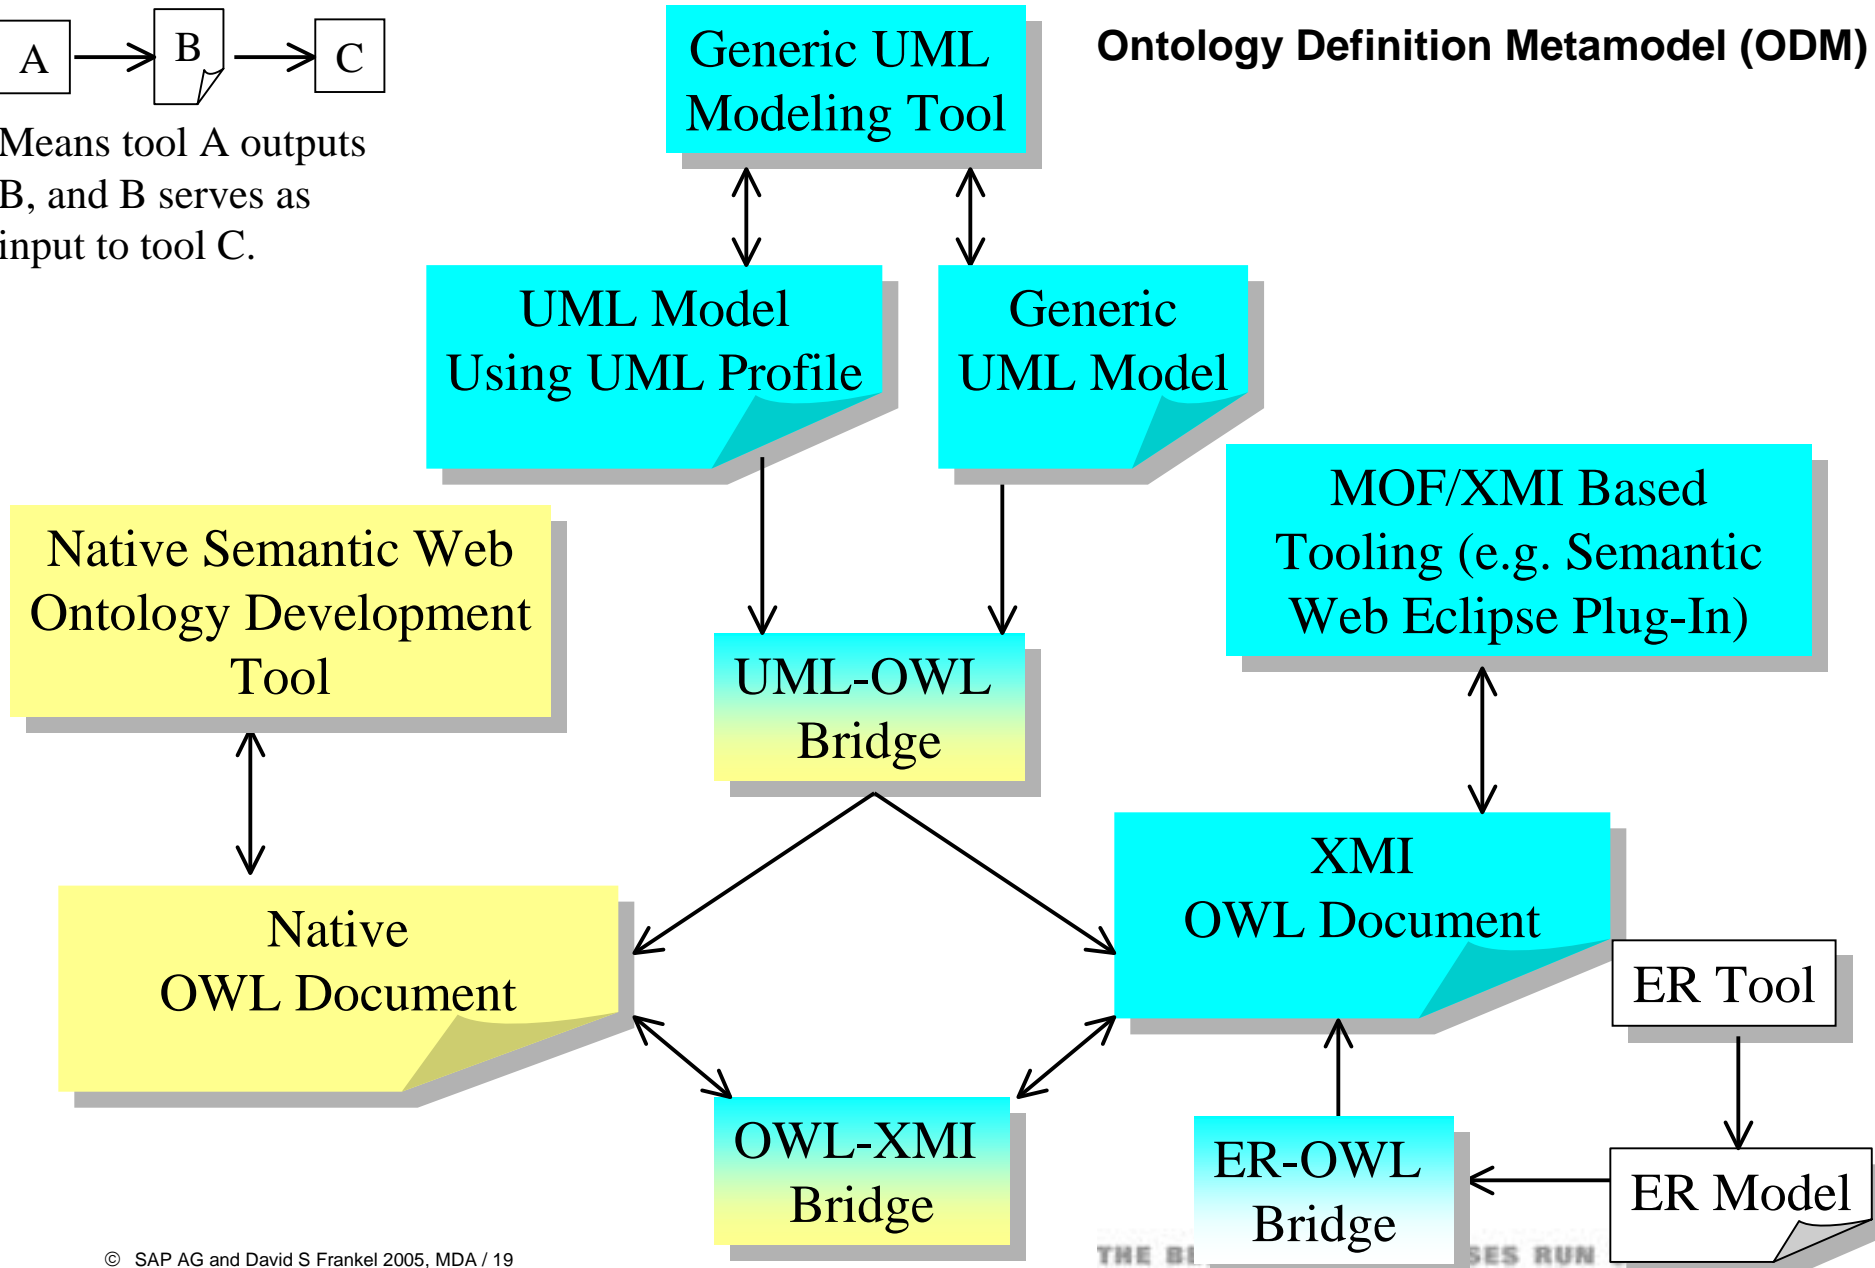 A
B
C
Means tool A outputs
B, and B serves as
input to tool C.
Generic UML
Modeling Tool
Ontology Definition Metamodel (ODM)
UML Model
Using UML Profile
Generic
UML Model
MOF/XMI Based
Tooling (e.g. Semantic
Web Eclipse Plug-In)
Native Semantic Web
Ontology Development
Tool
UML-OWL
Bridge
XMI
OWL Document
Native
OWL Document
ER Tool
OWL-XMI
Bridge
ER-OWL
Bridge
ER Model
© SAP AG and David S Frankel 2005, MDA / 19
THE RUN